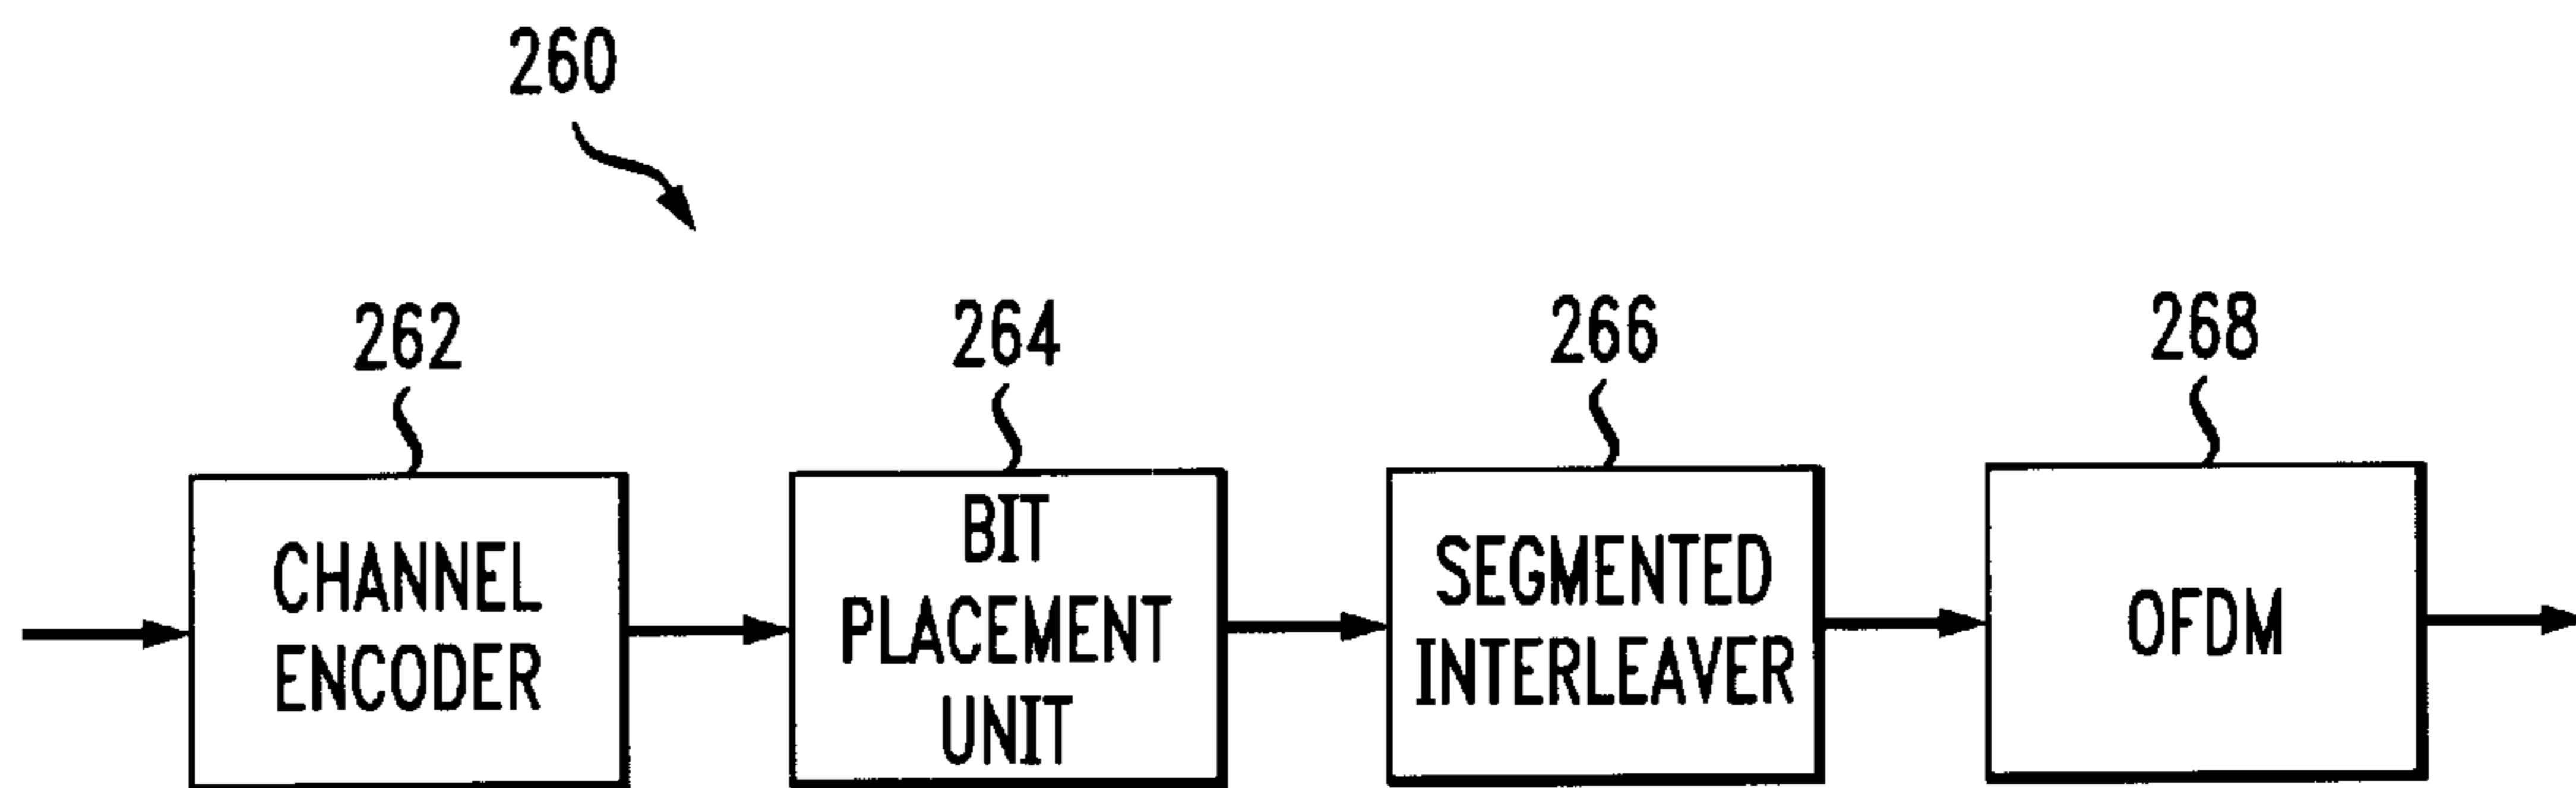 260
262
264
266
268
CHANNEL
ENCODER
BIT
PLACEMENT
UNIT
SEGMENTED
INTERLEAVER
OFDM